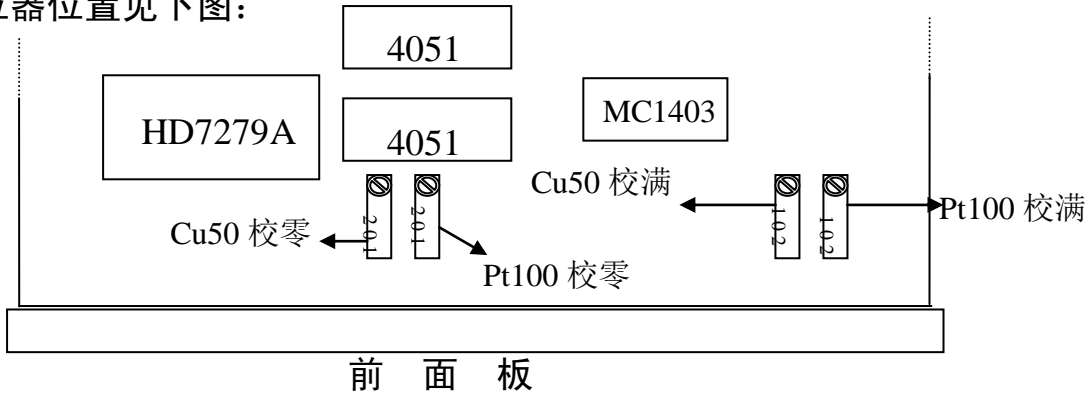 器位置见下图：
4051
HD7279A
4051
MC1403
Cu50 校满
Pt100 校满
201
201
102
102
Cu50 校零
Pt100 校零
前 面 板